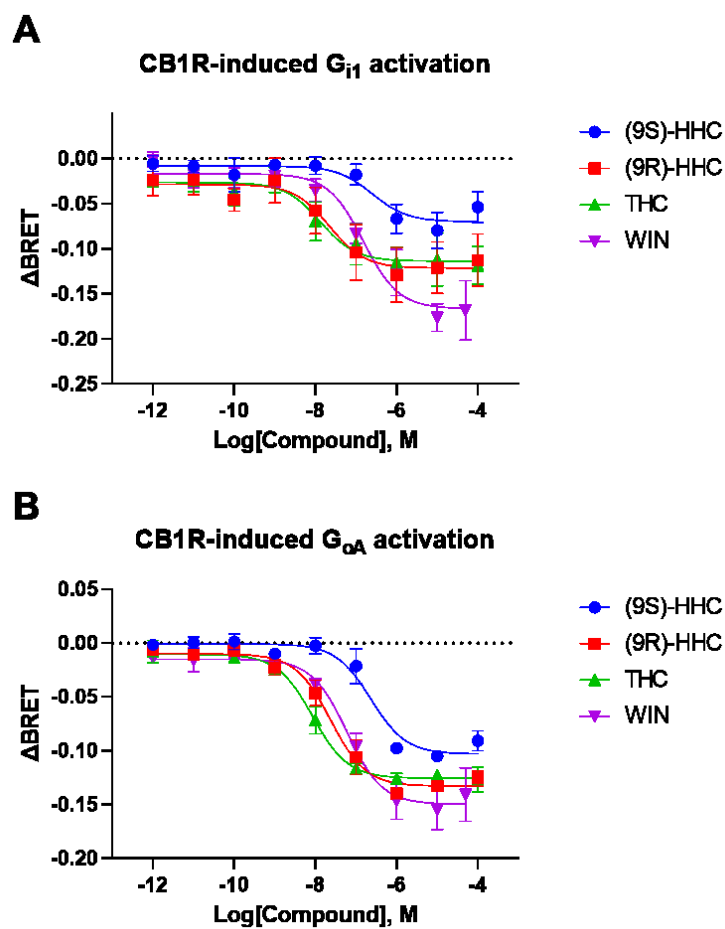 A
CB1R-induced Gi1 activation
0.00
-0.05
-0.10
-0.15
-0.20
-0.25
ΔBRET
-12 -10 -8 -6 -4
Log[Compound], M
(9S)-HHC
(9R)-HHC
THC
WIN
B
CB1R-induced GoA activation
0.05
0.00
-0.05
-0.10
-0.15
-0.20
ΔBRET
-12 -10 -8 -6 -4
Log[Compound], M
(9S)-HHC
(9R)-HHC
THC
WIN